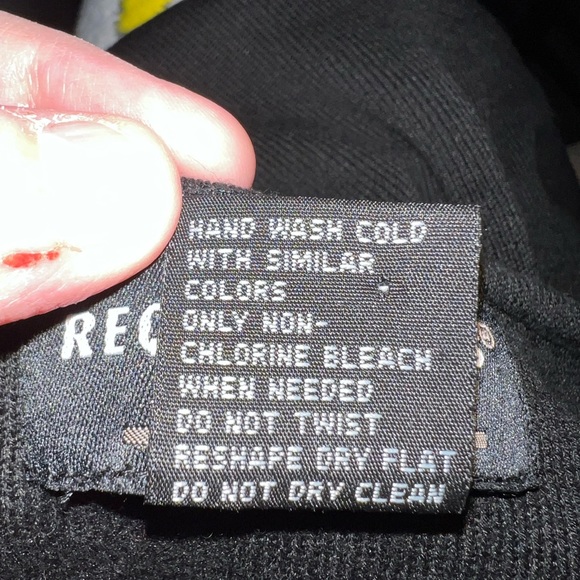 HAND WASH COLD
WITH SIMILAR
COLORS
ONLY NON-
CHLORINE BLEACH
WHEN NEEDED
DO NOT TWIST
RESHAPE DRY FLAT
DO NOT DRY CLEAN
REC
®